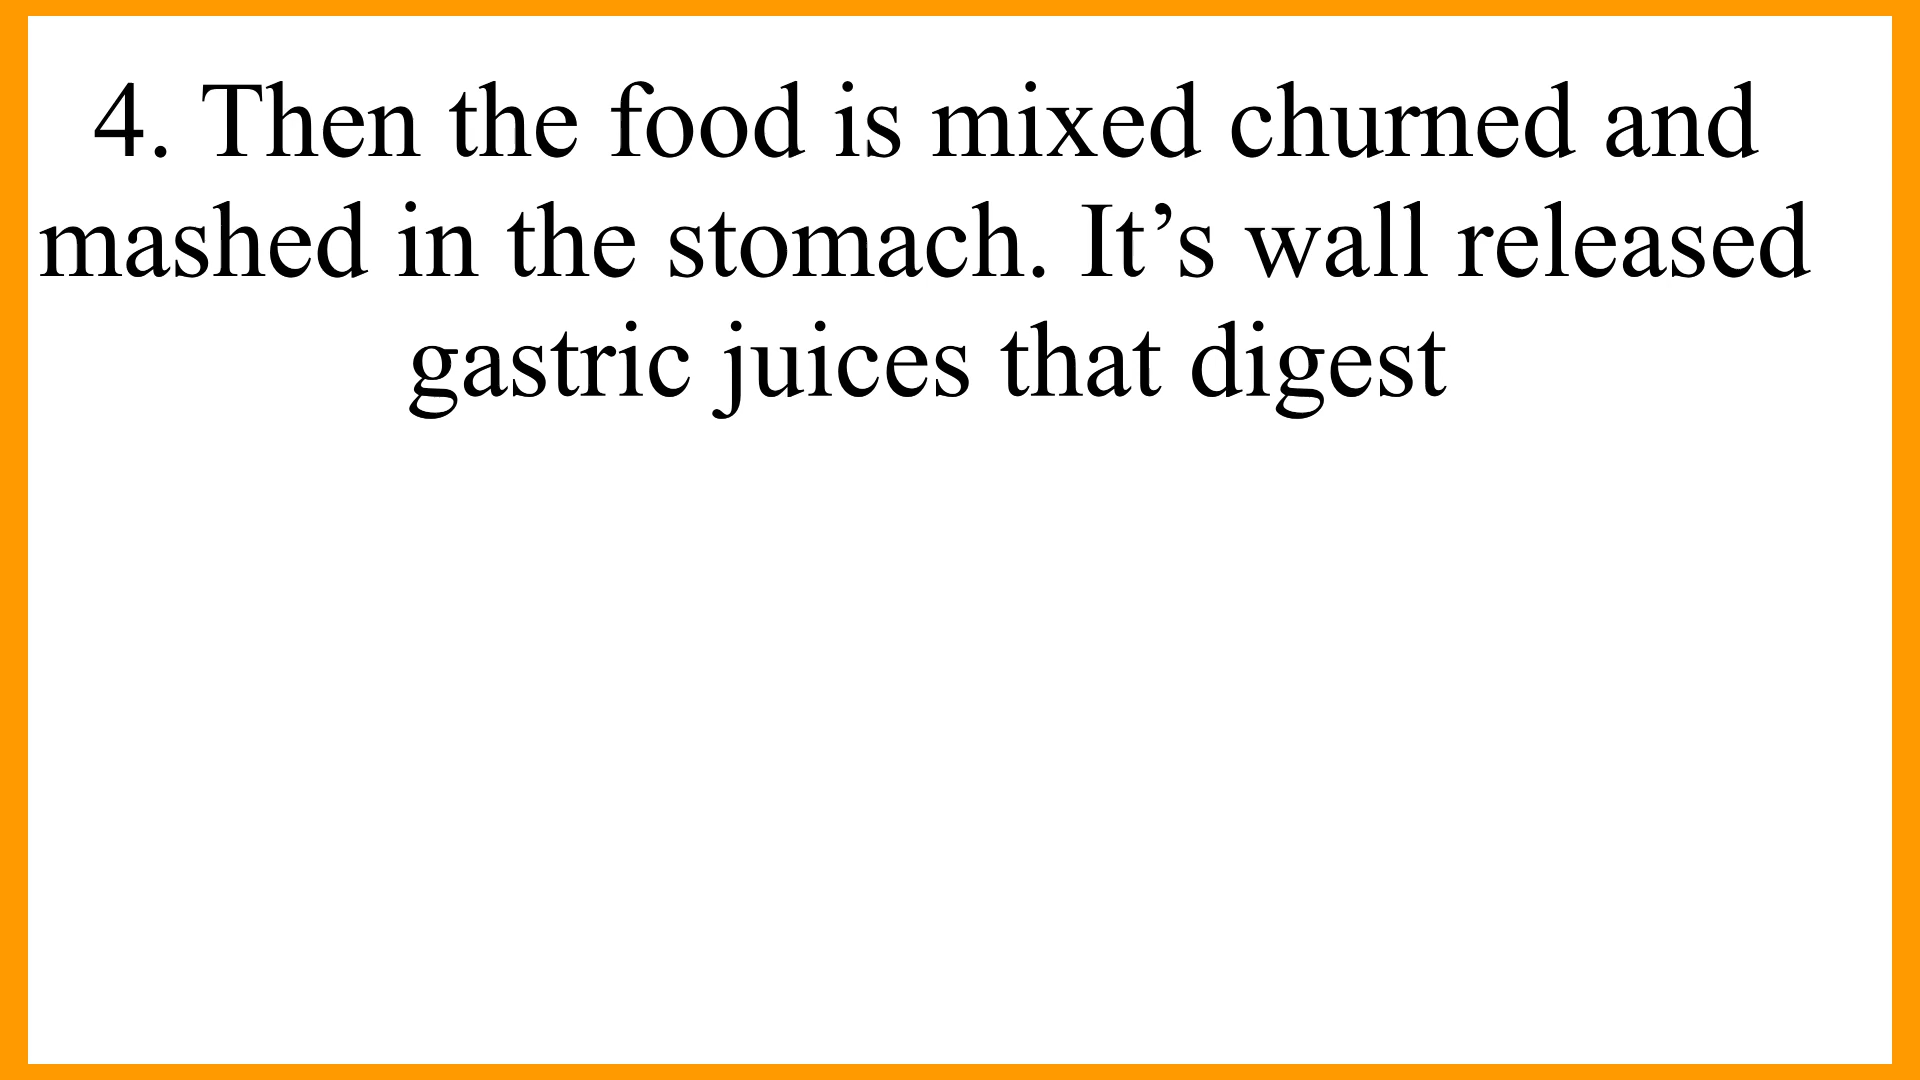 4. Then the food is mixed churned and
mashed in the stomach. It’s wall released
gastric juices that digest